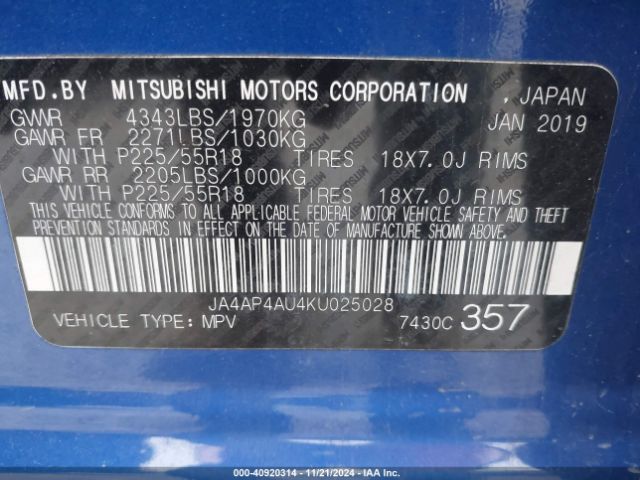 MFD.BY MITSUBISHI MOTORS CORPORATION , JAPAN
GVWR 4343LBS/1970KG JAN 2019
GAWR FR 2271LBS/1030KG
WITH P225/55R18 TIRES 18X7.0J RIMS
GAWR RR 2205LBS/1000KG
WITH P225/55R18 TIRES 18X7.0J RIMS
THIS VEHICLE CONFORMS TO ALL APPLICABLE FEDERAL MOTOR VEHICLE SAFETY AND THEFT
PREVENTION STANDARDS IN EFFECT ON THE DATE OF MANUFACTURE SHOWN ABOVE.
JA4AP4AU4KU025028
VEHICLE TYPE: MPV 7430C 357
000-40920314 - 11/21/2024 - IAA Inc.